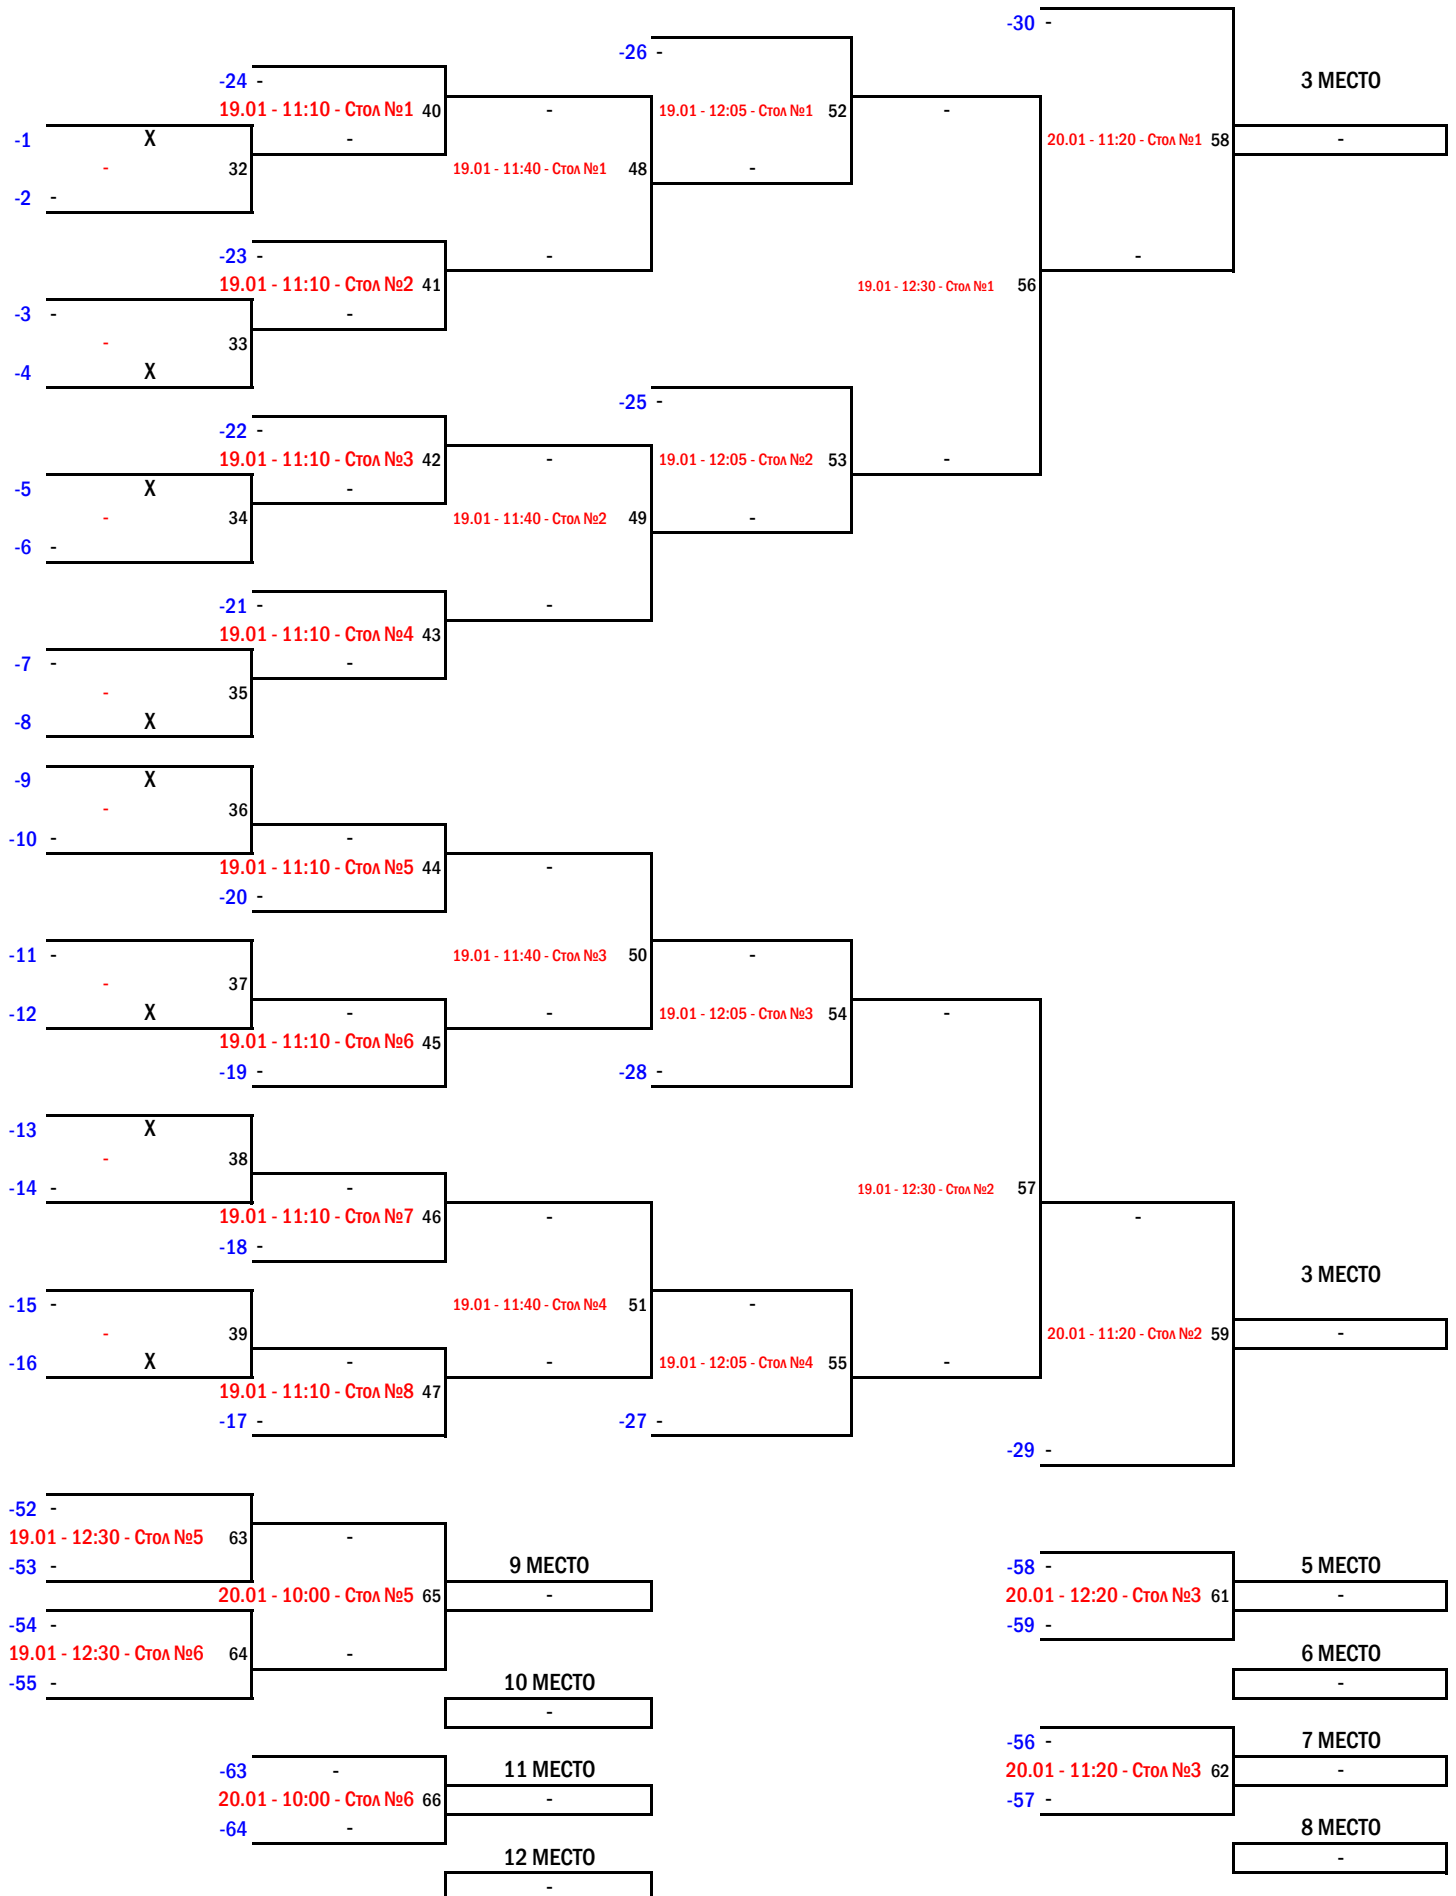 -30 -
-26 -
-24 -
3 МЕСТО
19.01 - 11:10 - Стол №1 40
-
19.01 - 12:05 - Стол №1 52
-
-1 X
-
20.01 - 11:20 - Стол №1 58
-
- 32
19.01 - 11:40 - Стол №1 48
-
-2 -
-23 -
-
-
19.01 - 11:10 - Стол №2 41
19.01 - 12:30 - Стол №1 56
-3 -
-
- 33
-4 X
-25 -
-22 -
19.01 - 11:10 - Стол №3 42
-
19.01 - 12:05 - Стол №2 53
-
-5 X
-
- 34
19.01 - 11:40 - Стол №2 49
-
-6 -
-21 -
-
19.01 - 11:10 - Стол №4 43
-7 -
-
- 35
-8 X
-9 X
- 36
-10 -
-
19.01 - 11:10 - Стол №5 44
-
-20 -
-11 -
19.01 - 11:40 - Стол №3 50
-
- 37
-12 X
-
-
19.01 - 12:05 - Стол №3 54
-
19.01 - 11:10 - Стол №6 45
-19 -
-28 -
-13 X
- 38
-14 -
-
19.01 - 12:30 - Стол №2 57
19.01 - 11:10 - Стол №7 46
-
-
-18 -
3 МЕСТО
-15 -
19.01 - 11:40 - Стол №4 51
-
- 39
20.01 - 11:20 - Стол №2 59
-
-16 X
-
-
19.01 - 12:05 - Стол №4 55
-
19.01 - 11:10 - Стол №8 47
-17 -
-27 -
-29 -
-52 -
19.01 - 12:30 - Стол №5 63
-
-53 -
9 МЕСТО
-58 -
5 МЕСТО
20.01 - 10:00 - Стол №5 65
-
20.01 - 12:20 - Стол №3 61
-
-54 -
-59 -
19.01 - 12:30 - Стол №6 64
-
6 МЕСТО
-55 -
10 МЕСТО
-
-
-56 -
7 МЕСТО
-63 -
11 МЕСТО
20.01 - 11:20 - Стол №3 62
-
20.01 - 10:00 - Стол №6 66
-
-57 -
-64 -
8 МЕСТО
12 МЕСТО
-
-